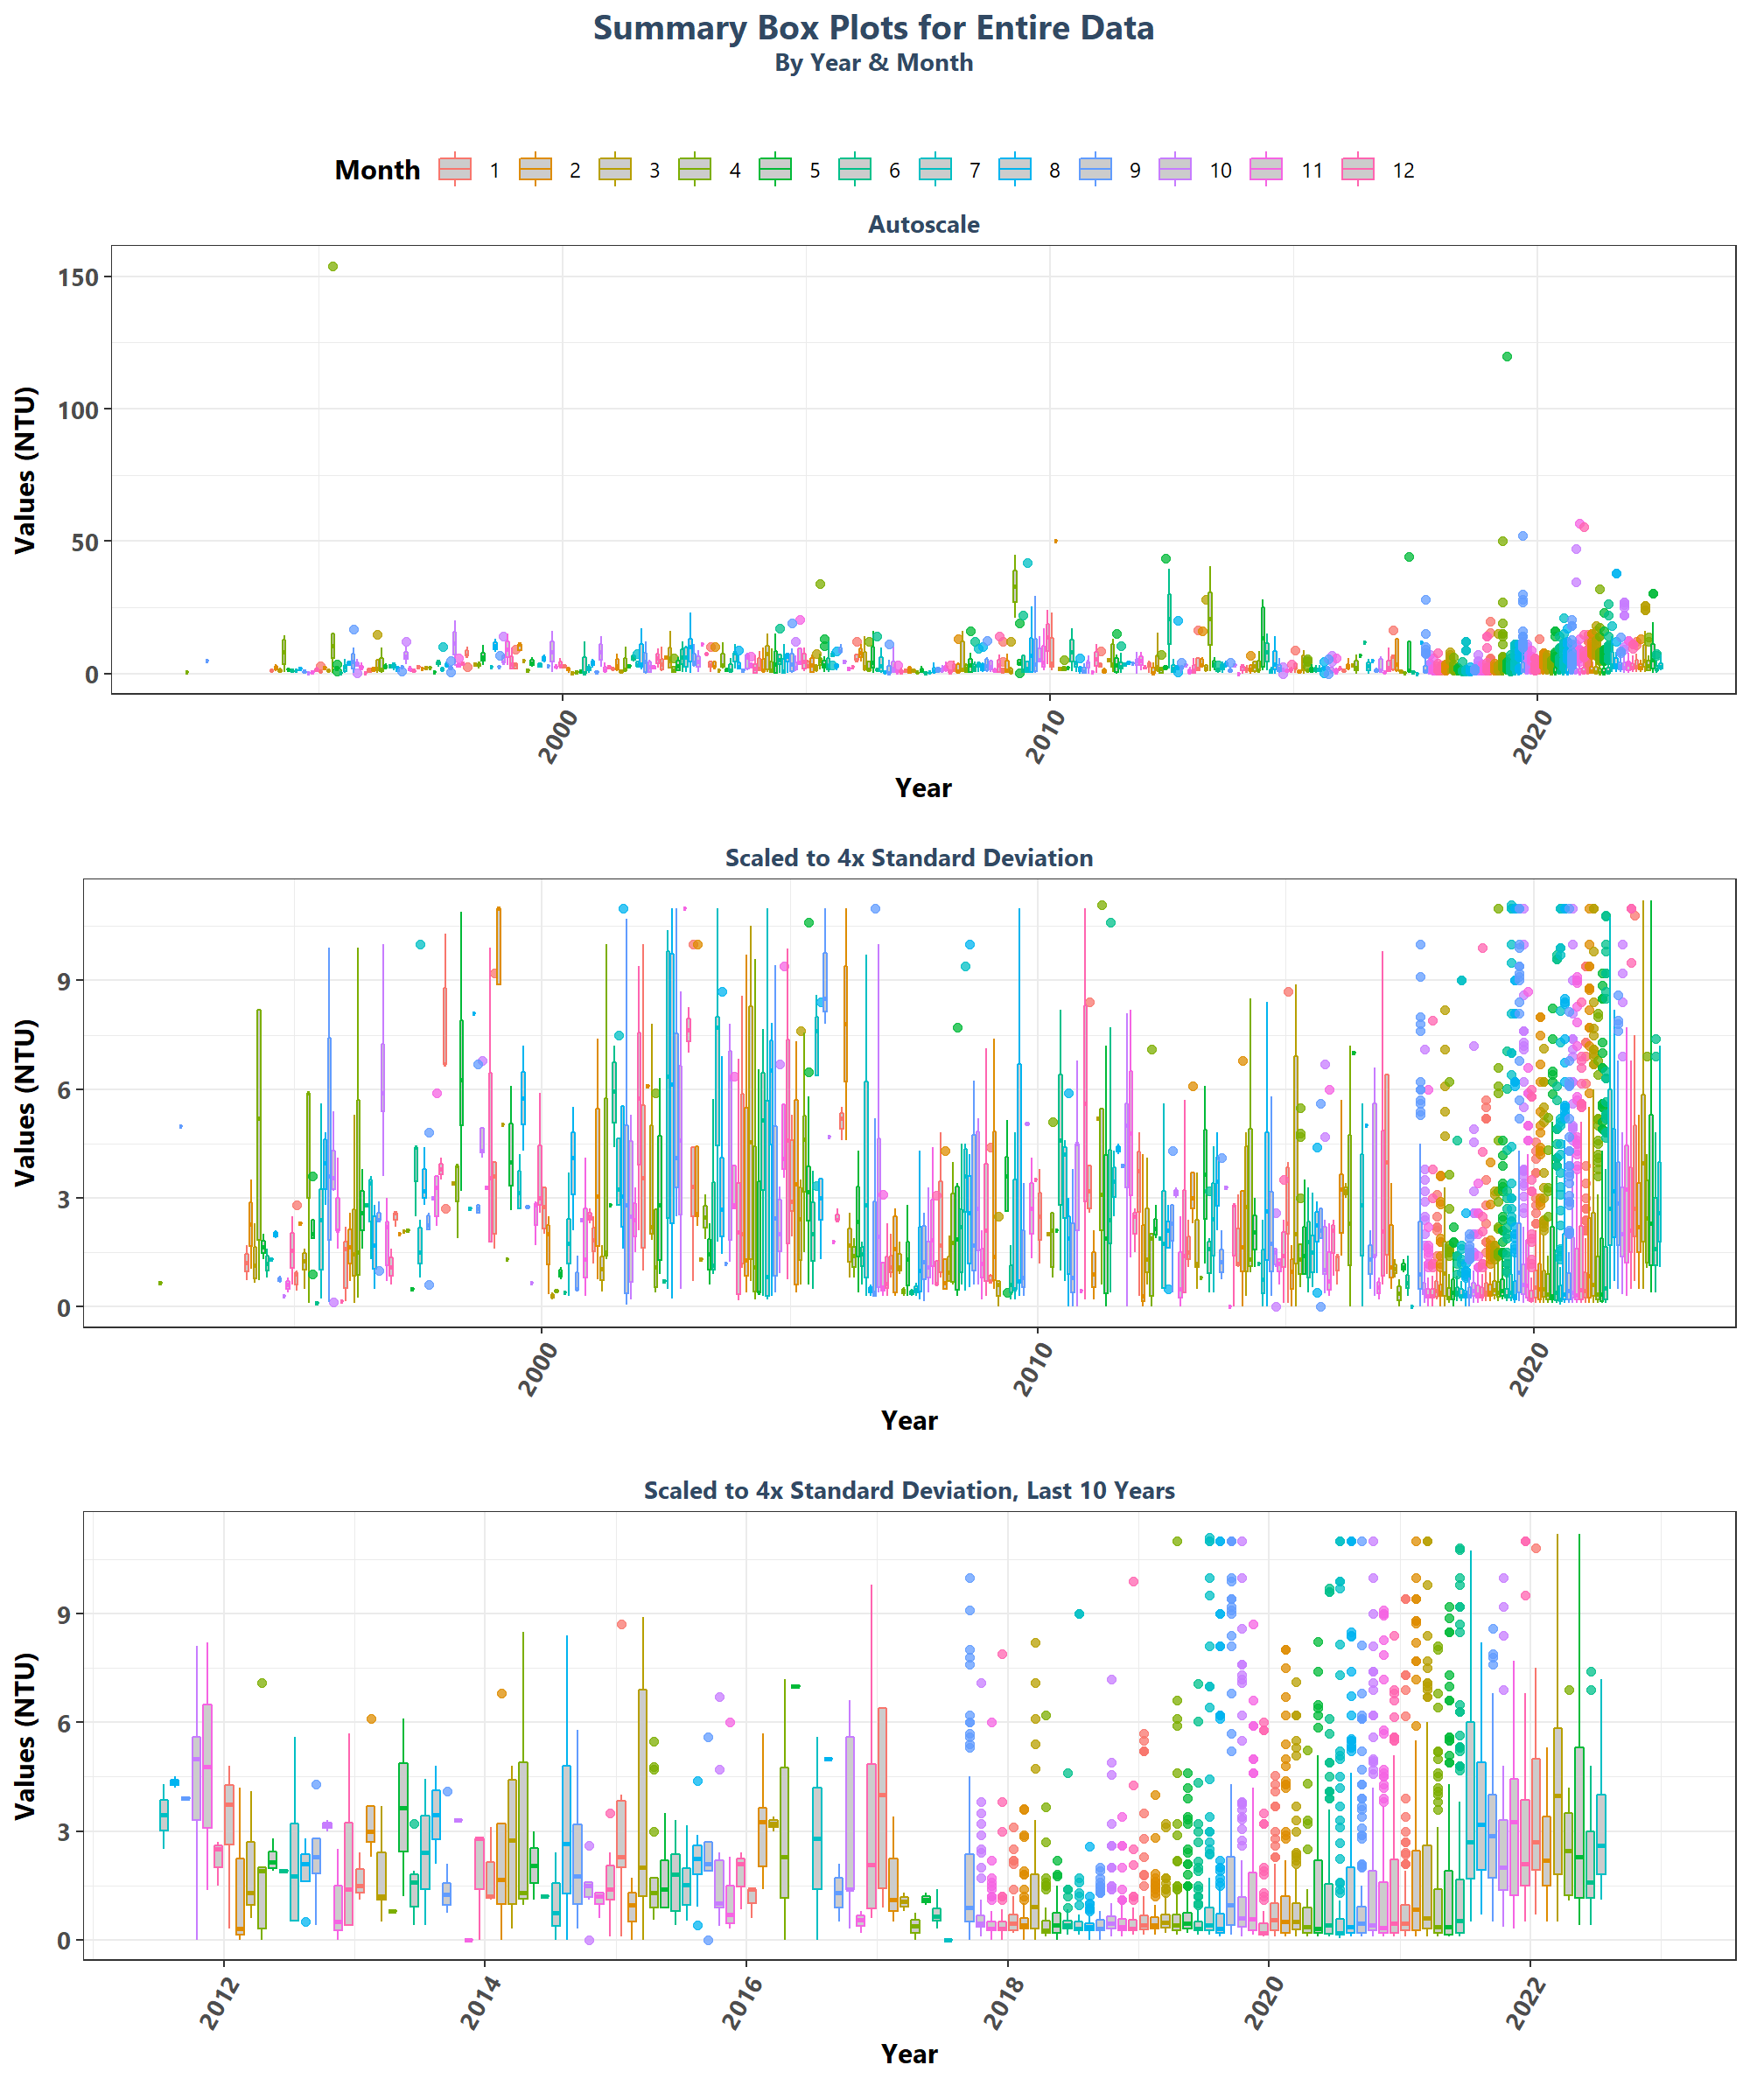 Summary Box Plots for Entire Data
By Year & Month
Month 1 2 3 4 5 6 7 8 9 10 11 12
Autoscale
Values (NTU)
150
100
50
0
2000 2010 2020
Year
Scaled to 4x Standard Deviation
Values (NTU)
9
6
3
0
2000 2010 2020
Year
Scaled to 4x Standard Deviation, Last 10 Years
Values (NTU)
9
6
3
0
2012 2014 2016 2018 2020 2022
Year